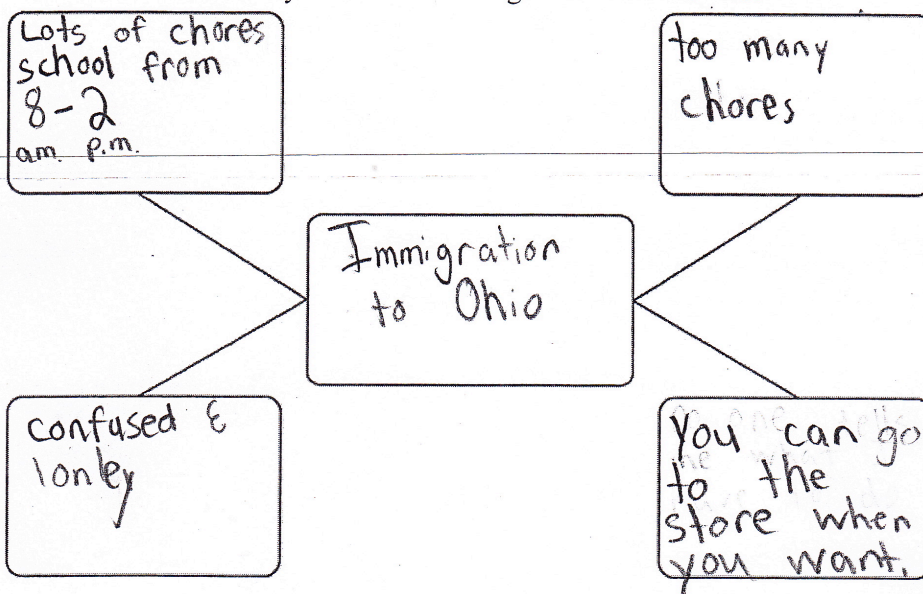 Lots of chores
school from
8-2
am. p.m.
too many
chores
Immigration
to Ohio
confused &
lonley
You can go
to the
store when
you want.